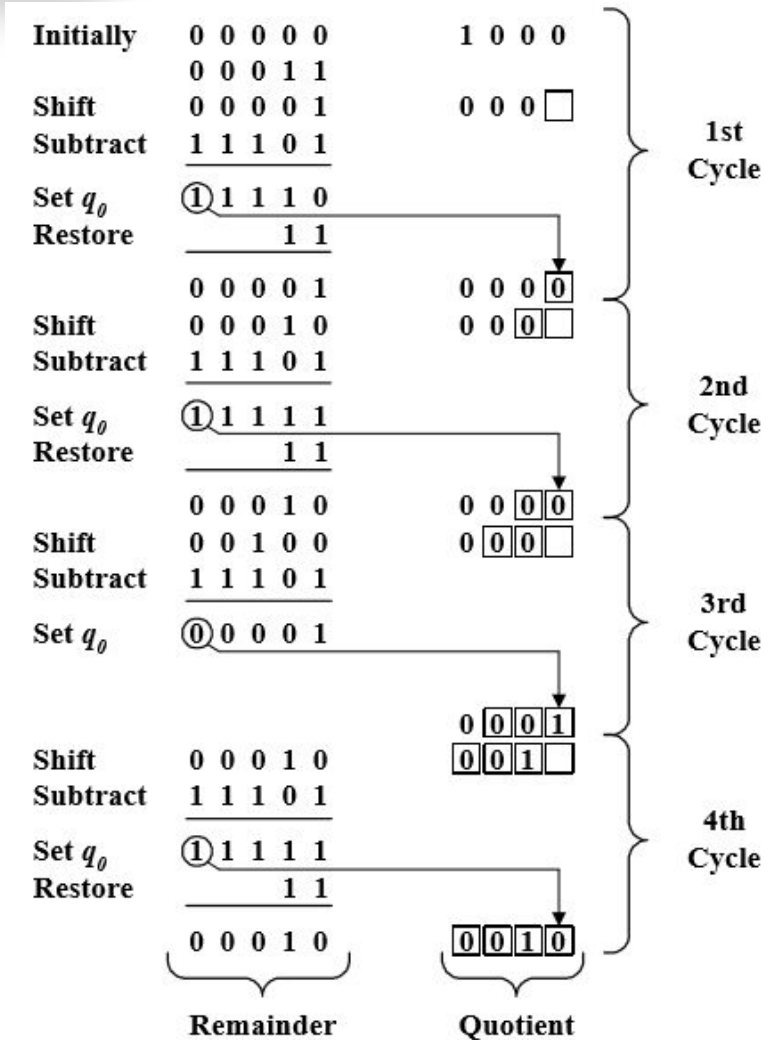 Initially 0 0 0 0 0 1 0 0 0
0 0 0 1 1
Shift 0 0 0 0 1 0 0 0
Subtract 1 1 1 0 1
1st
Cycle
Set q0 1 1 1 1 0
Restore 1 1
0 0 0 0 1 0 0 0 0
Shift 0 0 0 1 0 0 0 0
Subtract 1 1 1 0 1
2nd
Cycle
Set q0 1 1 1 1 1
Restore 1 1
0 0 0 1 0 0 0 0 0
Shift 0 0 1 0 0 0 0 0
Subtract 1 1 1 0 1
3rd
Cycle
Set q0 0 0 0 0 1
0 0 0 1
Shift 0 0 0 1 0 0 0 1
Subtract 1 1 1 0 1
4th
Cycle
Set q0 1 1 1 1 1
Restore 1 1
0 0 0 1 0 0 0 1 0
Remainder Quotient